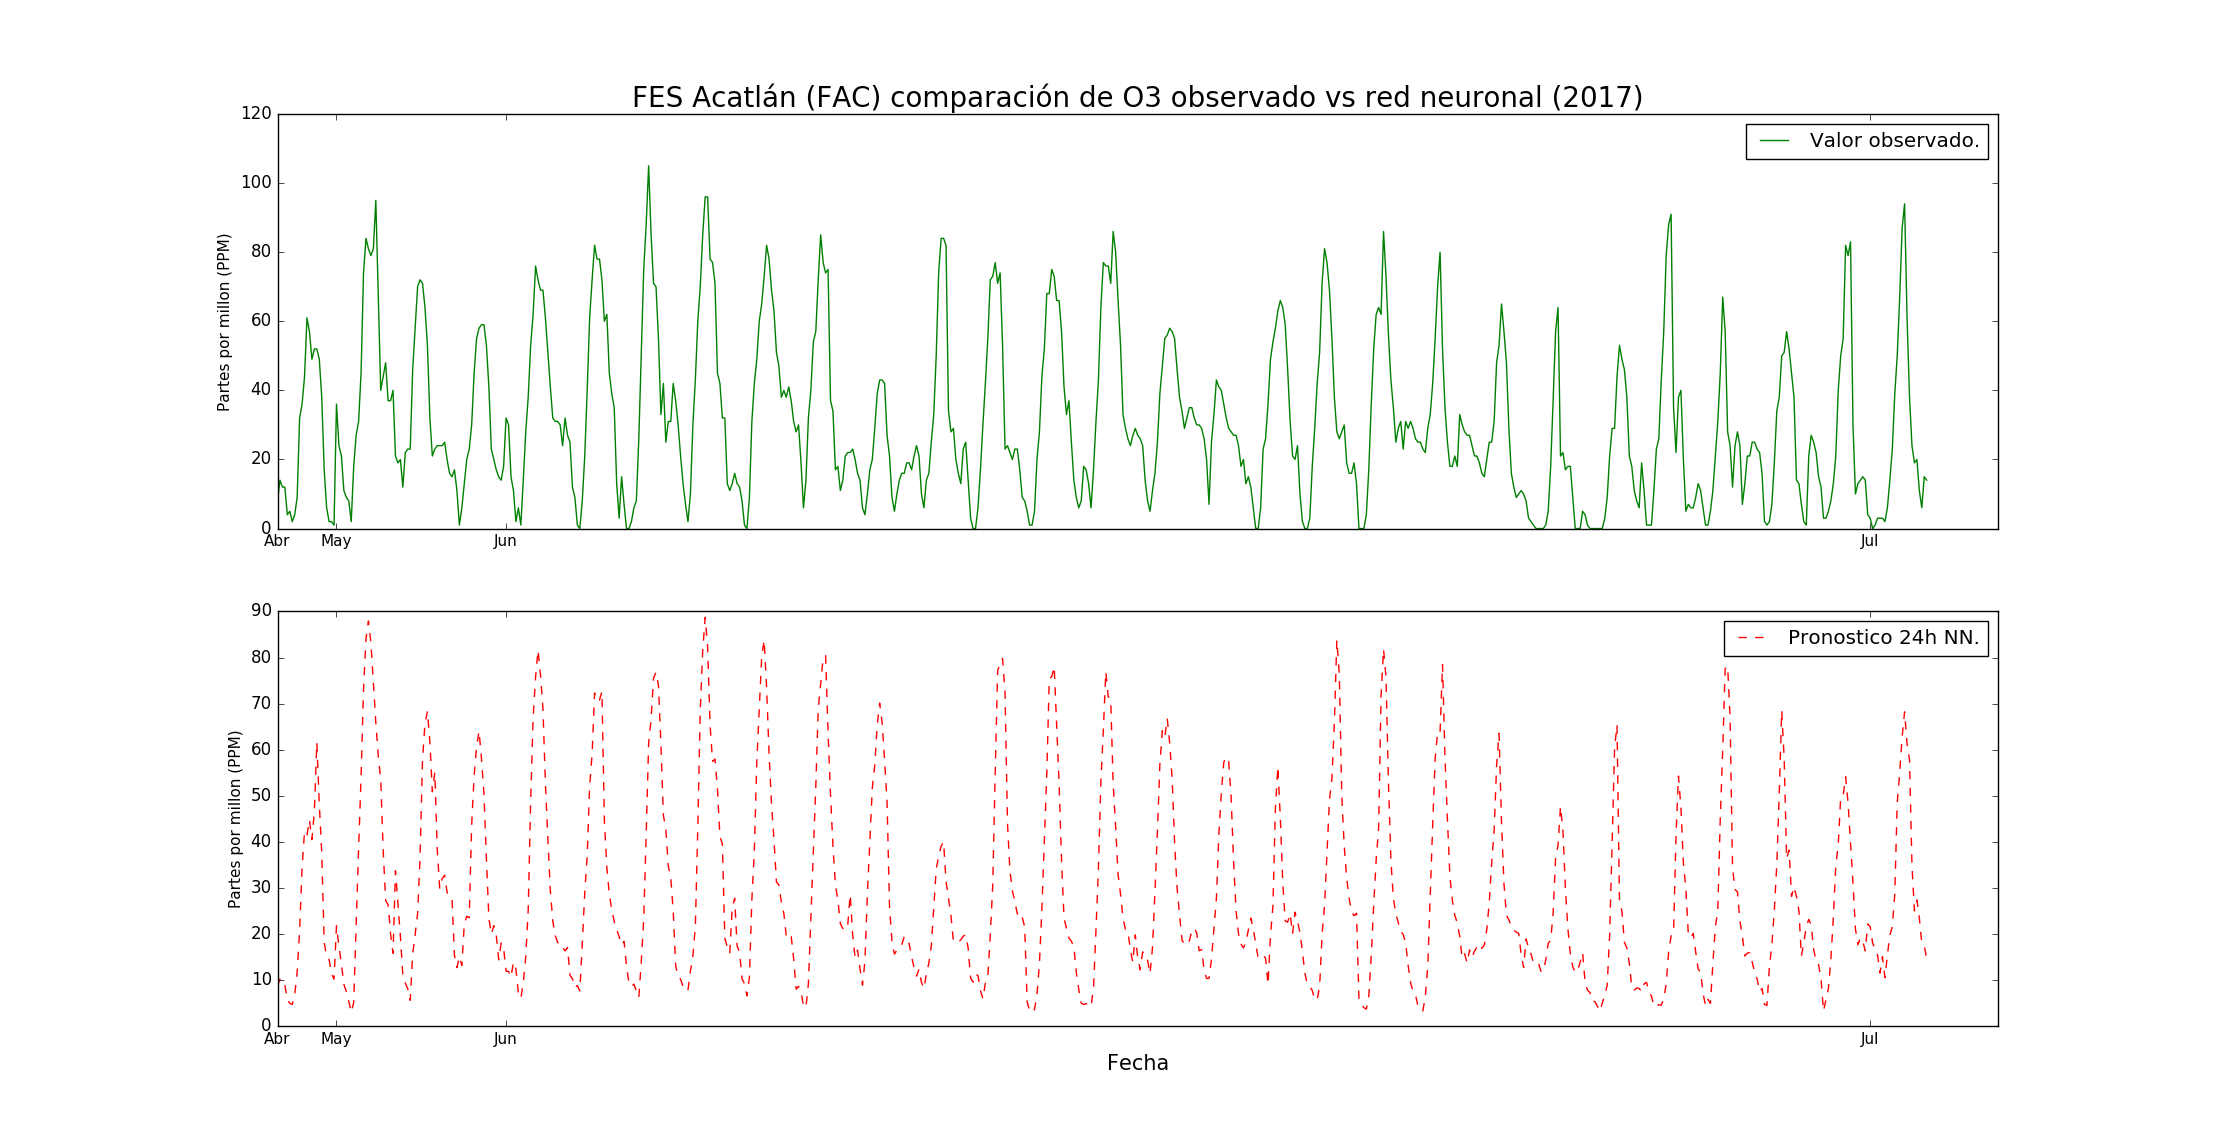 FES Acatlán (FAC) comparación de O3 observado vs red neuronal (2017)
120
100
80
60
40
20
0
Partes por millon (PPM)
Valor observado.
Abr May Jun Jul
90
80
70
60
50
40
30
20
10
0
Partes por millon (PPM)
Pronostico 24h NN.
Abr May Jun Jul
Fecha